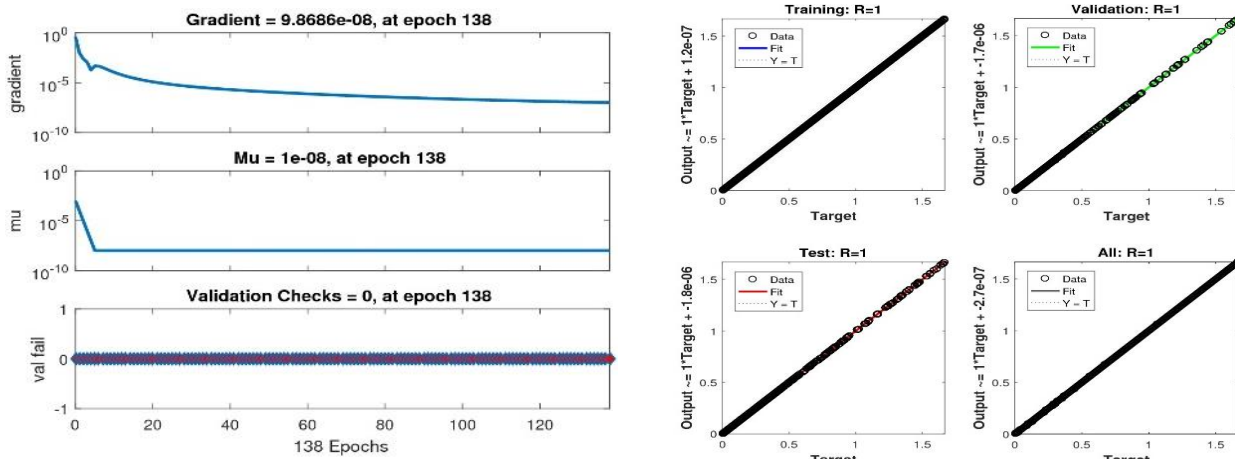 Gradient = 9.8686e-08, at epoch 138
10^0
10^-5
10^-10
gradient
Mu = 1e-08, at epoch 138
10^0
10^-5
10^-10
mu
Validation Checks = 0, at epoch 138
1
0
-1
val fail
0 20 40 60 80 100 120
138 Epochs
Training: R=1
Data
Fit
Y = T
Output ~= 1*Target + 1.2e-07
1.5
1
0.5
0
0 0.5 1 1.5
Target
Validation: R=1
Data
Fit
Y = T
Output ~= 1*Target + -1.7e-06
1.5
1
0.5
0
0 0.5 1 1.5
Target
Test: R=1
Data
Fit
Y = T
Output ~= 1*Target + -1.8e-06
1.5
1
0.5
0
0 0.5 1 1.5
Target
All: R=1
Data
Fit
Y = T
Output ~= 1*Target + -2.7e-07
1.5
1
0.5
0
0 0.5 1 1.5
Target